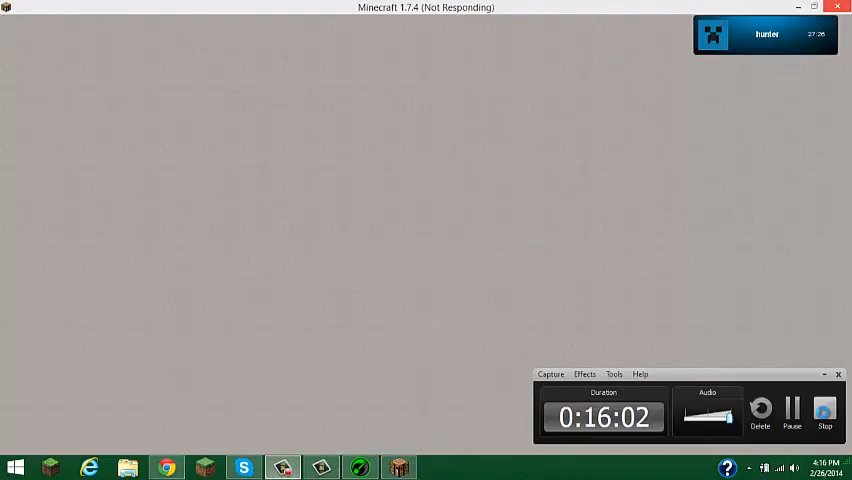 Minecraft 1.7.4 (Not Responding)
hunter 27:26
Capture Effects Tools Help
Duration
Audio
0:16:02
Delete Pause Stop
4:16 PM
2/26/2014